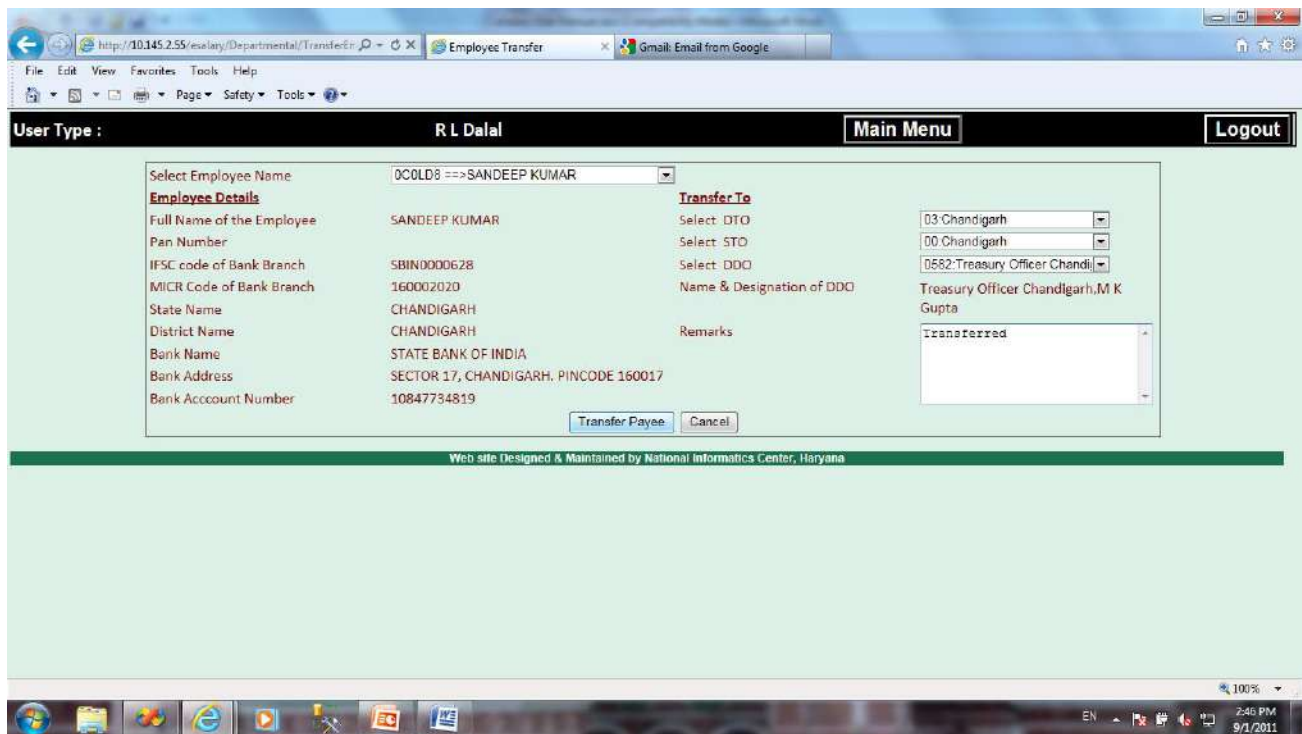 http://10.145.2.55/esalary/Departmental/TransferEr
Employee Transfer
Gmail: Email from Google
File Edit View Favorites Tools Help
Page Safety Tools
User Type : R L Dalal Main Menu Logout
Select Employee Name 0C0LD8 ==>SANDEEP KUMAR
Employee Details Transfer To
Full Name of the Employee SANDEEP KUMAR Select DTO 03:Chandigarh
Pan Number Select STO 00:Chandigarh
IFSC code of Bank Branch SBIN0000628 Select DDO 0582:Treasury Officer Chandi
MICR Code of Bank Branch 160002020 Name & Designation of DDO Treasury Officer Chandigarh,M K
Gupta
State Name CHANDIGARH
District Name CHANDIGARH Remarks Transferred
Bank Name STATE BANK OF INDIA
Bank Address SECTOR 17, CHANDIGARH. PINCODE 160017
Bank Acccount Number 10847734819
Transfer Payee Cancel
Web site Designed & Maintained by National Informatics Center, Haryana
100%
EN 2:46 PM
9/1/2011